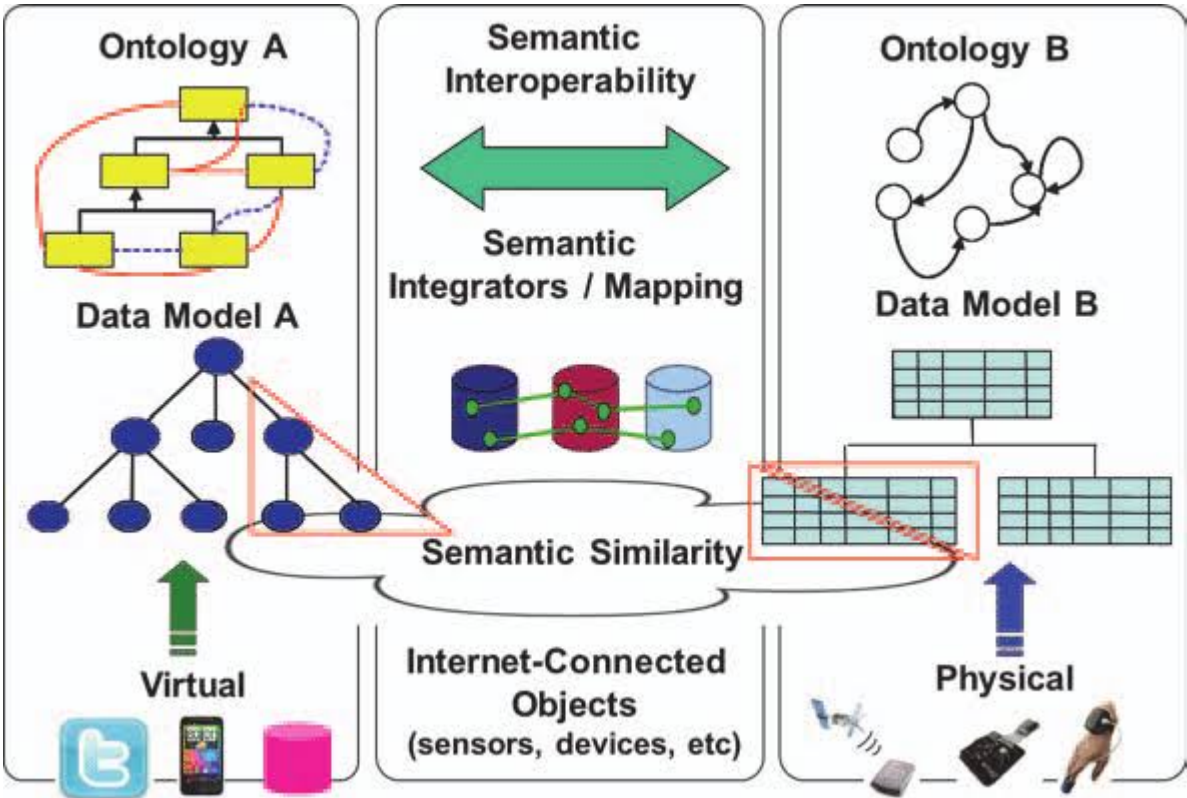 Ontology A
Data Model A
Virtual
Semantic
Interoperability
Semantic
Integrators / Mapping
Semantic Similarity
Internet-Connected
Objects
(sensors, devices, etc)
Ontology B
Data Model B
Physical